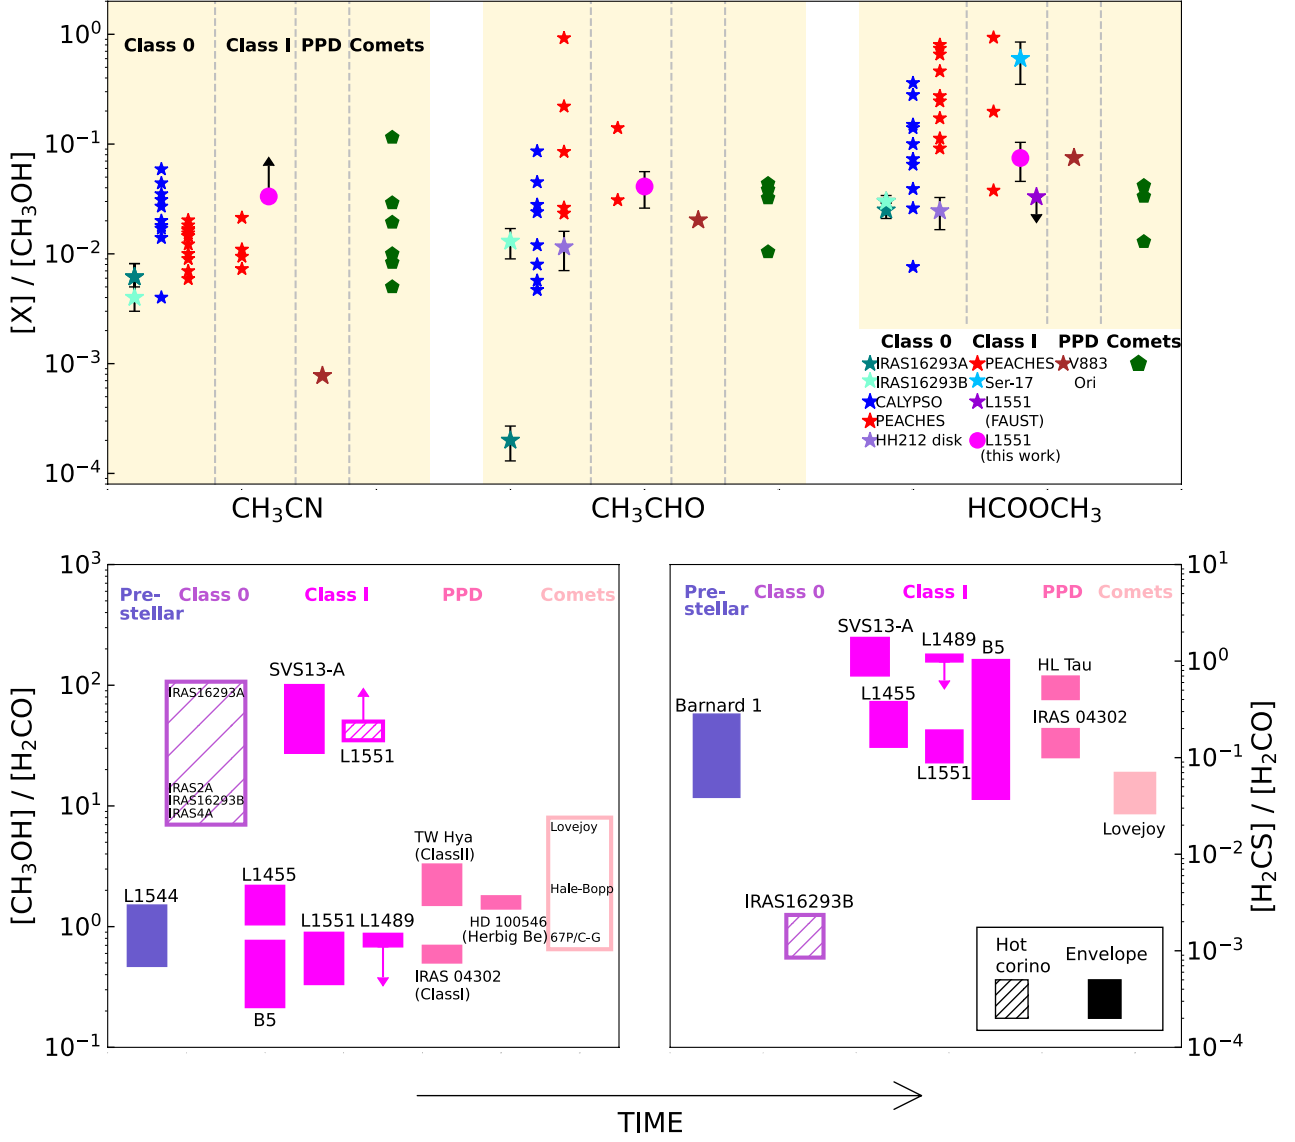 Class 0 Class I PPD Comets
[X] / [CH₃OH]
10⁰
10⁻¹
10⁻²
10⁻³
10⁻⁴
CH₃CN
CH₃CHO
HCOOCH₃
Class 0 Class I PPD Comets
IRAS16293A PEACHES V883
IRAS16293B Ser-17 Ori
CALYPSO L1551
PEACHES (FAUST)
HH212 disk L1551
(this work)
[CH₃OH] / [H₂CO]
10³
10²
10¹
10⁰
10⁻¹
Pre-
stellar
Class 0
Class I
PPD
Comets
SVS13-A
IRAS16293A
L1551
IRAS2A
IRAS16293B
IRAS4A
Lovejoy
TW Hya
(ClassII)
L1455
L1544
Hale-Bopp
L1551
L1489
HD 100546
(Herbig Be)
67P/C-G
IRAS 04302
(ClassI)
B5
Pre-
stellar
Class 0
Class I
PPD
Comets
SVS13-A
L1489
B5
HL Tau
L1455
Barnard 1
IRAS 04302
L1551
Lovejoy
IRAS16293B
Hot
corino
Envelope
10¹
10⁰
10⁻¹
10⁻²
10⁻³
10⁻⁴
[H₂CS] / [H₂CO]
TIME